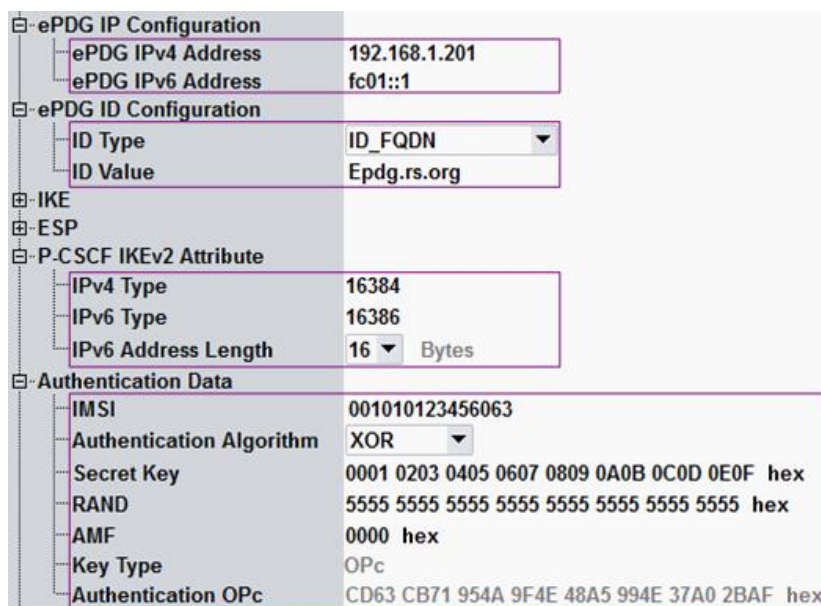 ePDG IP Configuration
ePDG IPv4 Address 192.168.1.201
ePDG IPv6 Address fc01::1
ePDG ID Configuration
ID Type ID_FQDN
ID Value Epdg.rs.org
IKE
ESP
P-CSCF IKEv2 Attribute
IPv4 Type 16384
IPv6 Type 16386
IPv6 Address Length 16 Bytes
Authentication Data
IMSI 001010123456063
Authentication Algorithm XOR
Secret Key 0001 0203 0405 0607 0809 0A0B 0C0D 0E0F hex
RAND 5555 5555 5555 5555 5555 5555 5555 5555 hex
AMF 0000 hex
Key Type OPc
Authentication OPc CD63 CB71 954A 9F4E 48A5 994E 37A0 2BAF hex